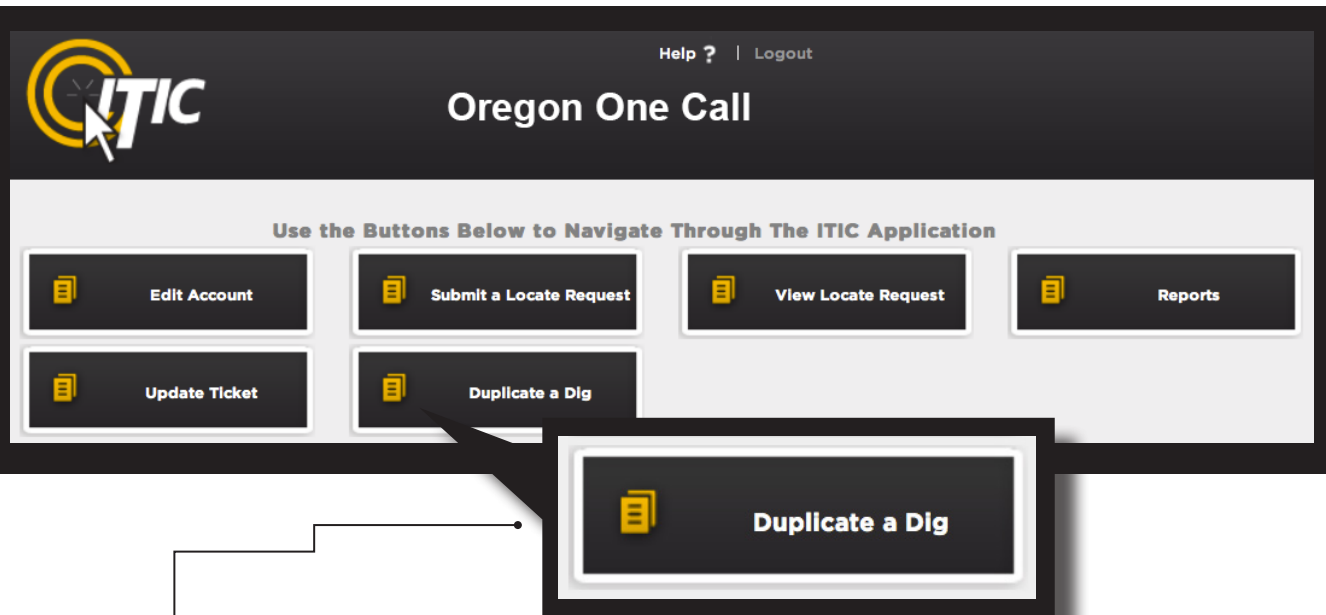 Help ? | Logout
ITIC
Oregon One Call
Use the Buttons Below to Navigate Through The ITIC Application
Edit Account
Submit a Locate Request
View Locate Request
Reports
Update Ticket
Duplicate a Dig
Duplicate a Dig